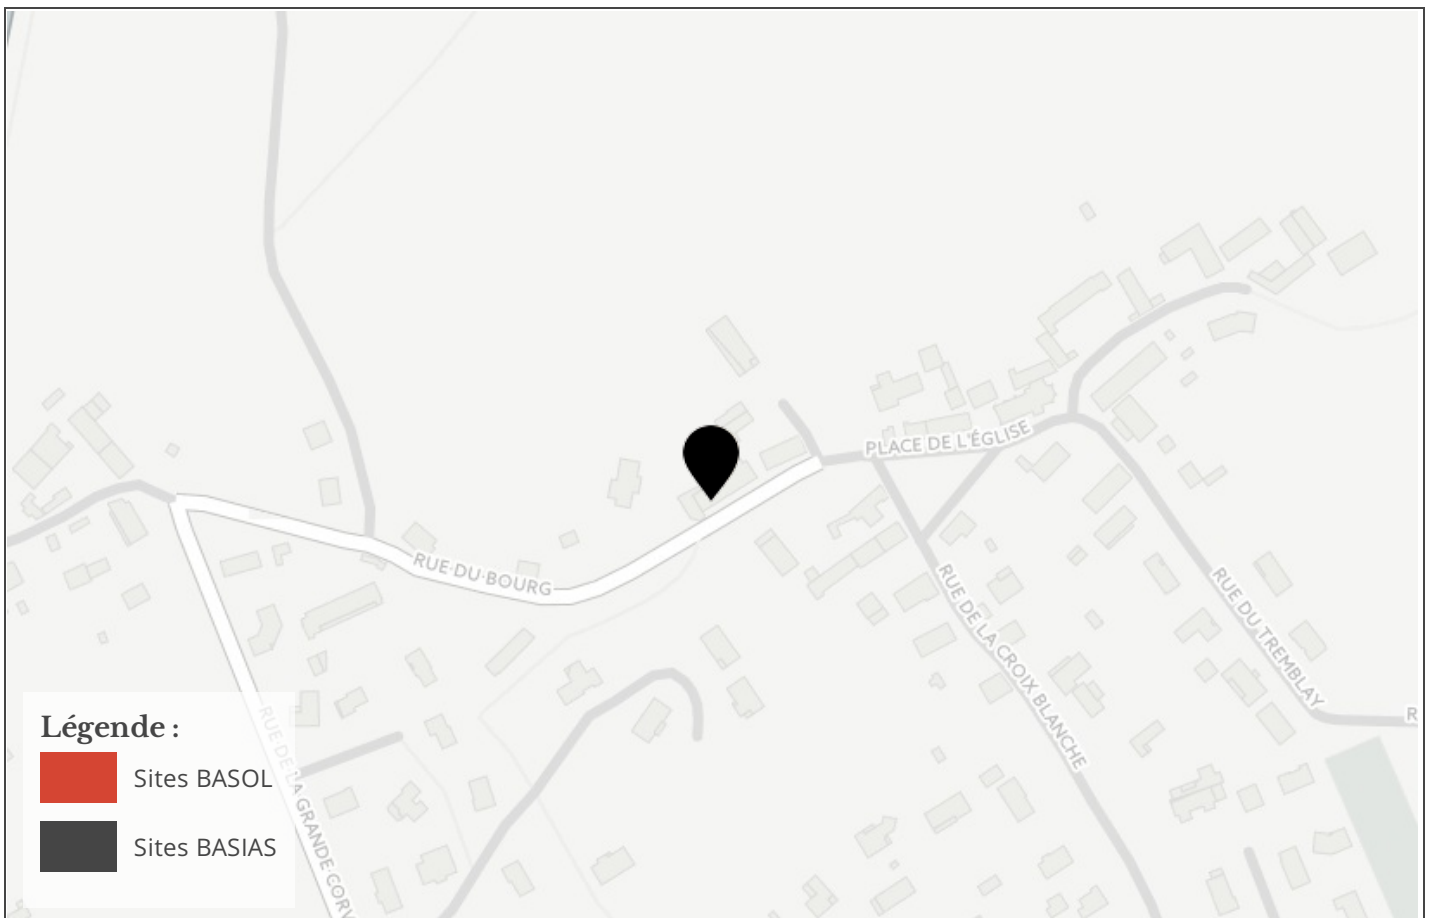 PLACE DE L'ÉGLISE
RUE DU BOURG
RUE DE LA CROIX BLANCHE
RUE DU TREMBLAY
R
RUE DE LA GRANDE CORV
Légende :
Sites BASOL
Sites BASIAS